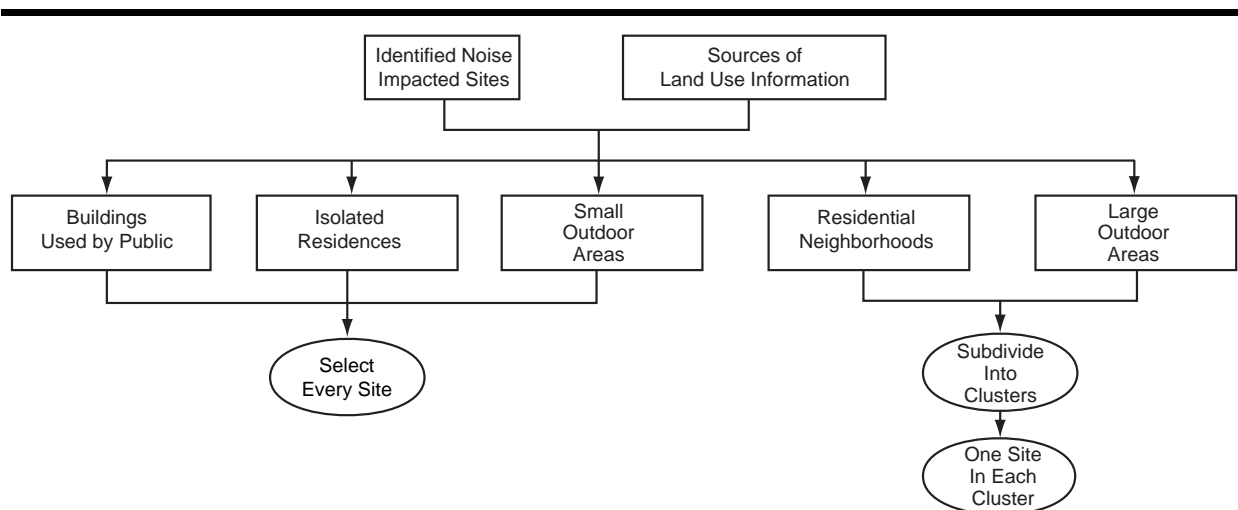 Identified Noise
Impacted Sites
Sources of
Land Use Information
Buildings
Used by Public
Isolated
Residences
Small
Outdoor
Areas
Residential
Neighborhoods
Large
Outdoor
Areas
Select
Every Site
Subdivide
Into
Clusters
One Site
In Each
Cluster